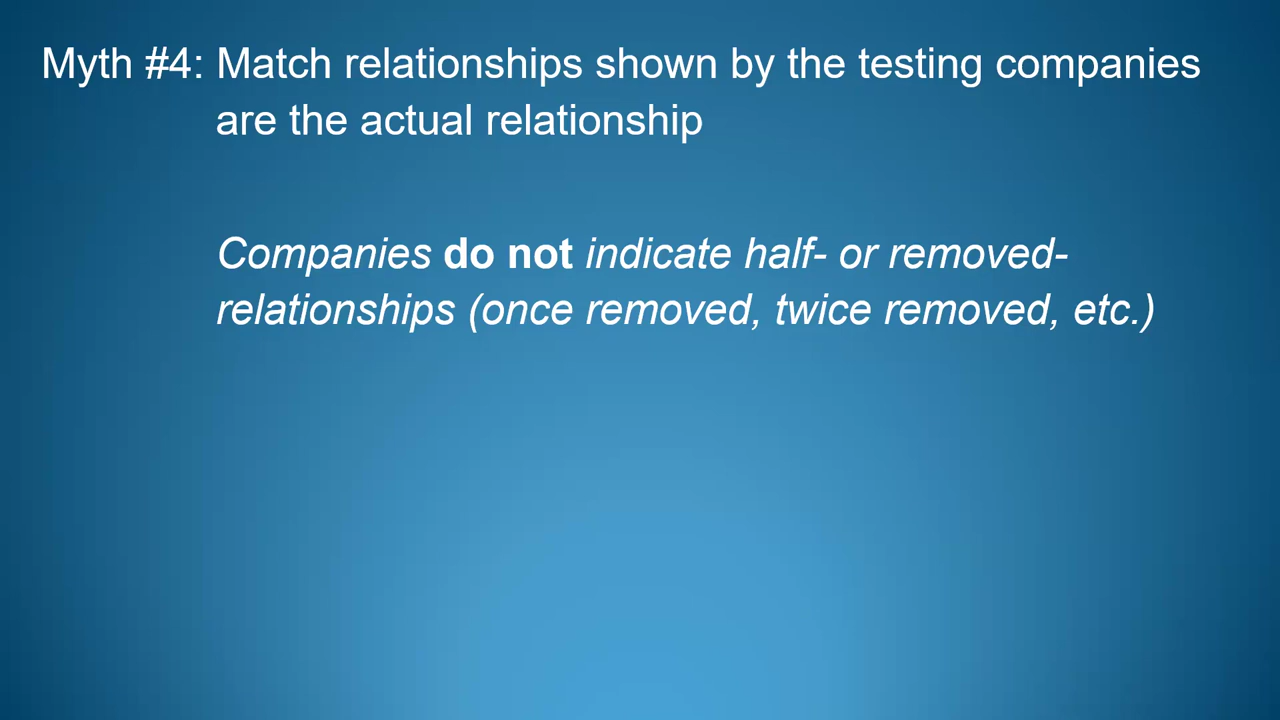 Myth #4: Match relationships shown by the testing companies
are the actual relationship
Companies do not indicate half- or removed-
relationships (once removed, twice removed, etc.)